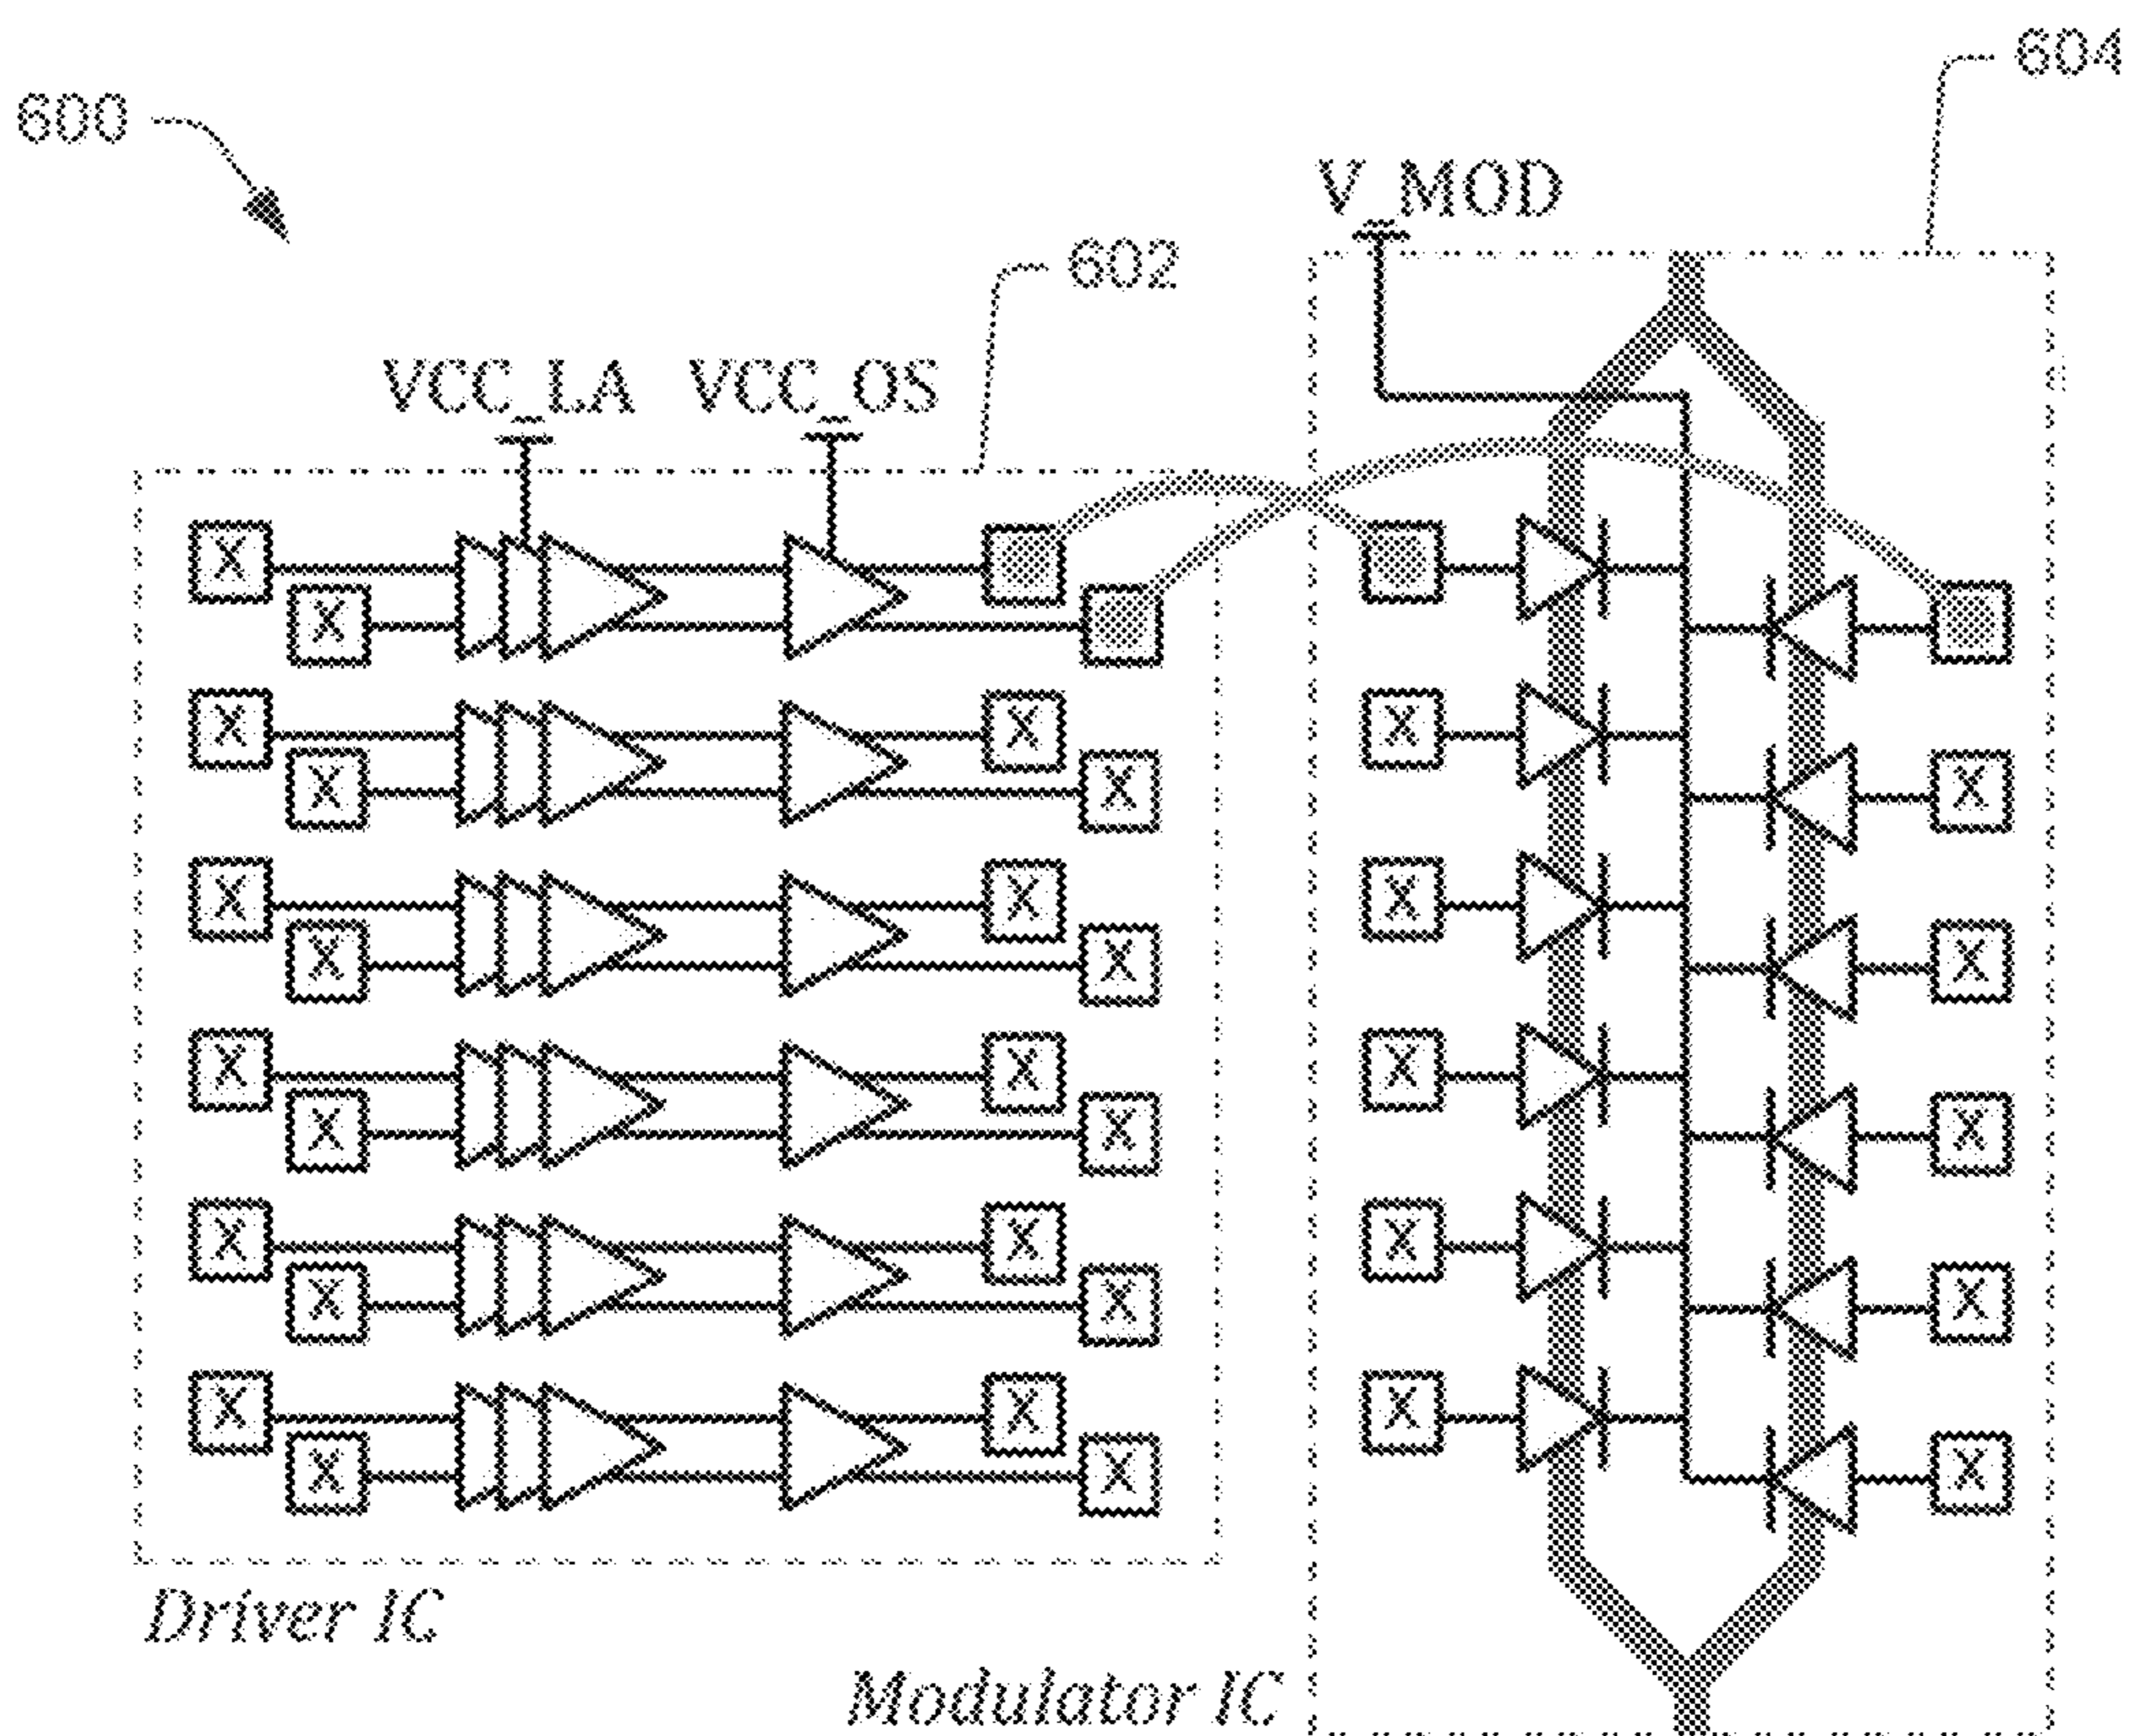 604
600
V_MOD
602
VCC_LA VCC_OS
X
X
X X X
X X X
X X X
X X X
X X X
X X X
X X X
X X X
X X X
X X X
Driver IC
Modulator IC